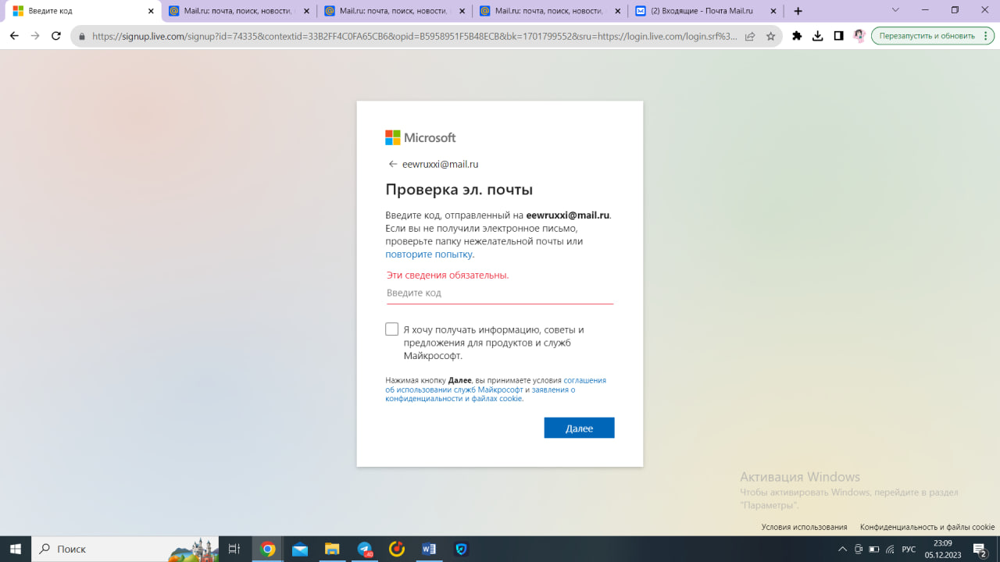 Введите код
Mail.ru: почта, поиск, новости,
Mail.ru: почта, поиск, новости,
Mail.ru: почта, поиск, новости,
(2) Входящие - Почта Mail.ru
https://signup.live.com/signup?id=74335&contextid=33B2FF4C0FA65CB6&opid=B5958951F5B48ECB&bk=1701799552&sru=https://login.live.com/login.srf%3...
Перезапустить и обновить
Microsoft
eewruxxi@mail.ru
Проверка эл. почты
Введите код, отправленный на eewruxxi@mail.ru.
Если вы не получили электронное письмо,
проверьте папку нежелательной почты или
повторите попытку.
Эти сведения обязательны.
Введите код
Я хочу получать информацию, советы и
предложения для продуктов и служб
Майкрософт.
Нажимая кнопку Далее, вы принимаете условия соглашения
об использовании служб Майкрософт и заявления о
конфиденциальности и файлах cookie.
Далее
Активация Windows
Чтобы активировать Windows, перейдите в раздел
"Параметры".
Условия использования
Конфиденциальность и файлы cookie
Поиск
40
РУС
23:09
05.12.2023
2